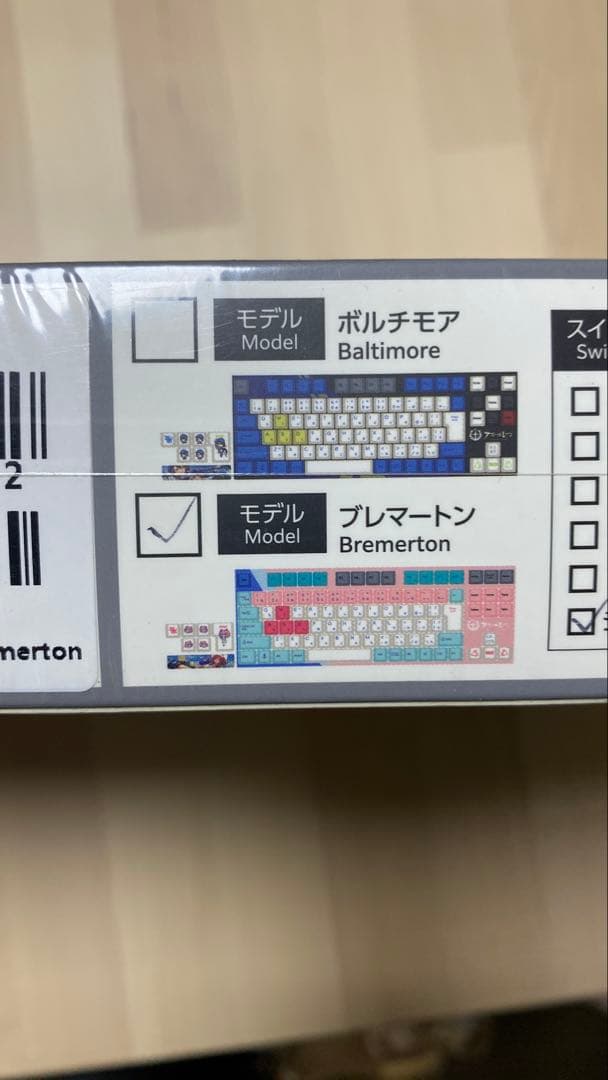 モデル
Model
ボルチモア
Baltimore
スイ
Swi
2
モデル
Model
ブレマートン
Bremerton
merton